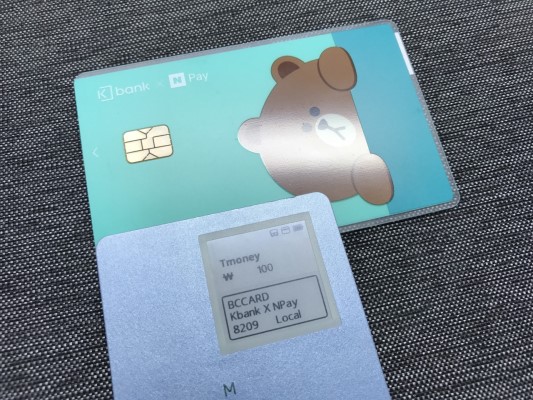 K bank × N Pay
Tmoney
₩ 100
BCCARD
Kbank X NPay
8209 Local
M